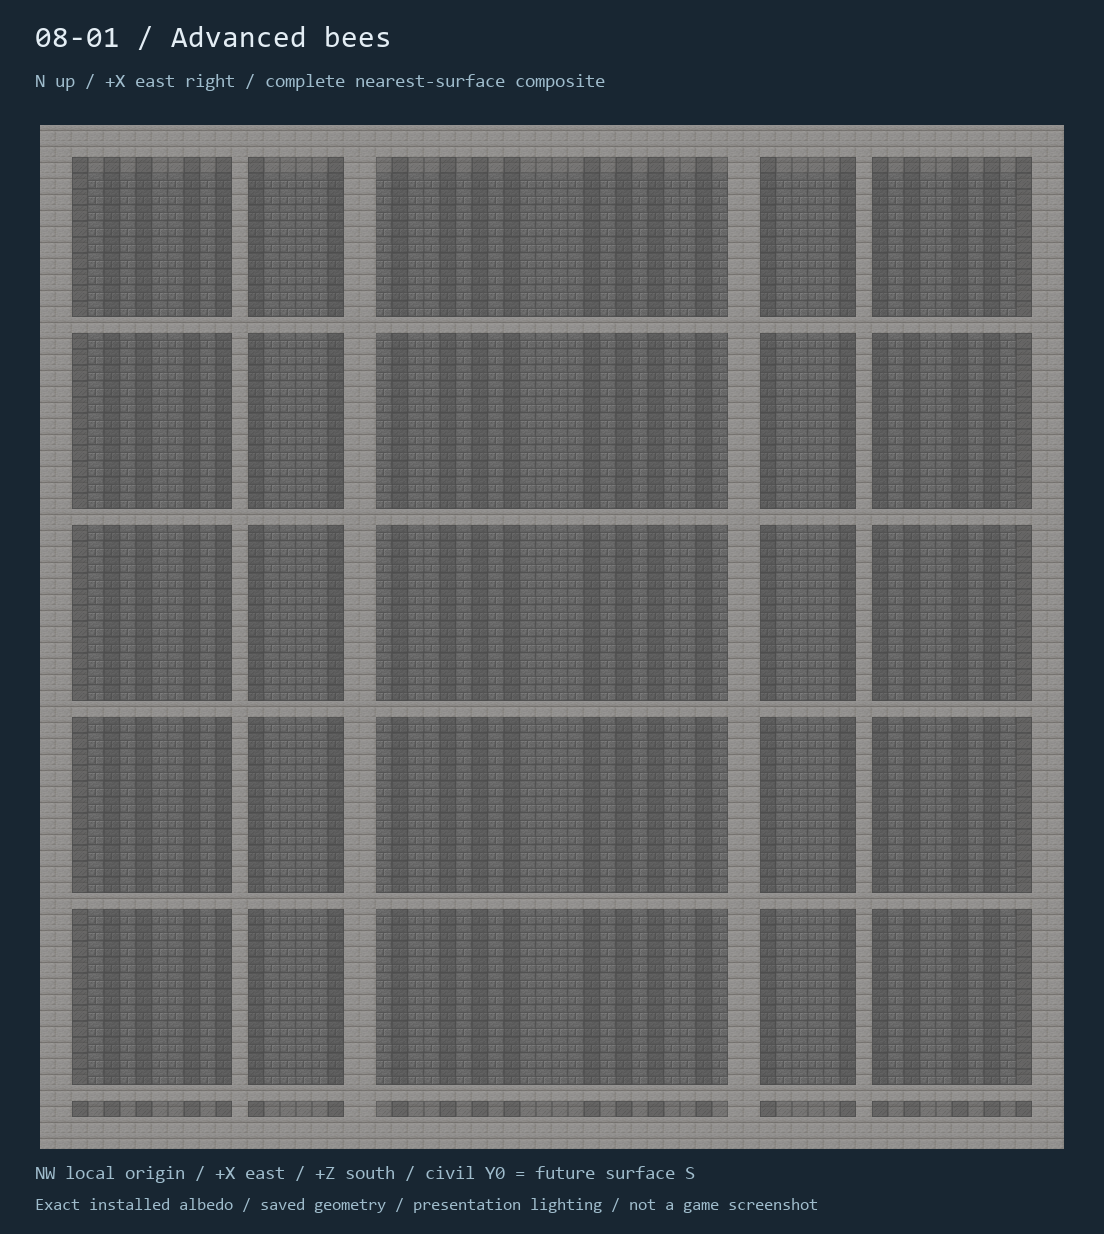 08-01 / Advanced bees
N up / +X east right / complete nearest-surface composite
NW local origin / +X east / +Z south / civil Y0 = future surface S
Exact installed albedo / saved geometry / presentation lighting / not a game screenshot